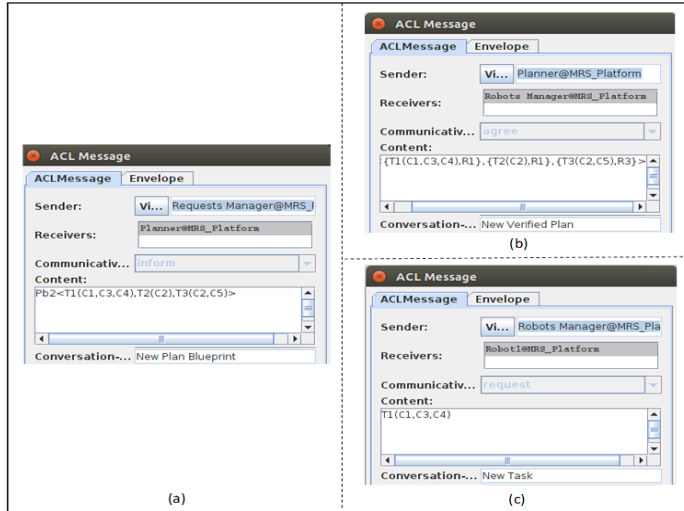 ACL Message
ACLMessage Envelope
Sender: Vi... Requests Manager@MRS_
Receivers: Planner@MRS_Platform
Communicativ... inform
Content:
Pb2<T1(C1,C3,C4),T2(C2),T3(C2,C5)>
Conversation-... New Plan Blueprint
(a)
ACLMessage Envelope
Sender: Vi... Planner@MRS_Platform
Receivers: Robots Manager@MRS_Platform
Communicativ... agree
Content:
{T1(C1,C3,C4),R1},{T2(C2),R1},{T3(C2,C5),R3}>
Conversation-... New Verified Plan
(b)
ACL Message
ACLMessage Envelope
Sender: Vi... Robots Manager@MRS_Pla
Receivers: Robot1@MRS_Platform
Communicativ... request
Content:
T1(C1,C3,C4)
Conversation-... New Task
(c)